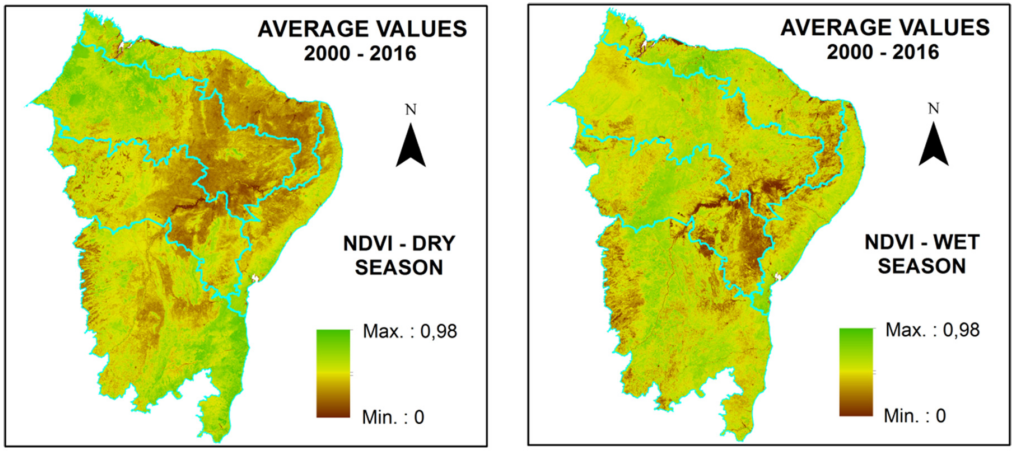 AVERAGE VALUES
2000 - 2016
N
NDVI - DRY
SEASON
Max. : 0,98
Min. : 0
AVERAGE VALUES
2000 - 2016
N
NDVI - WET
SEASON
Max. : 0,98
Min. : 0